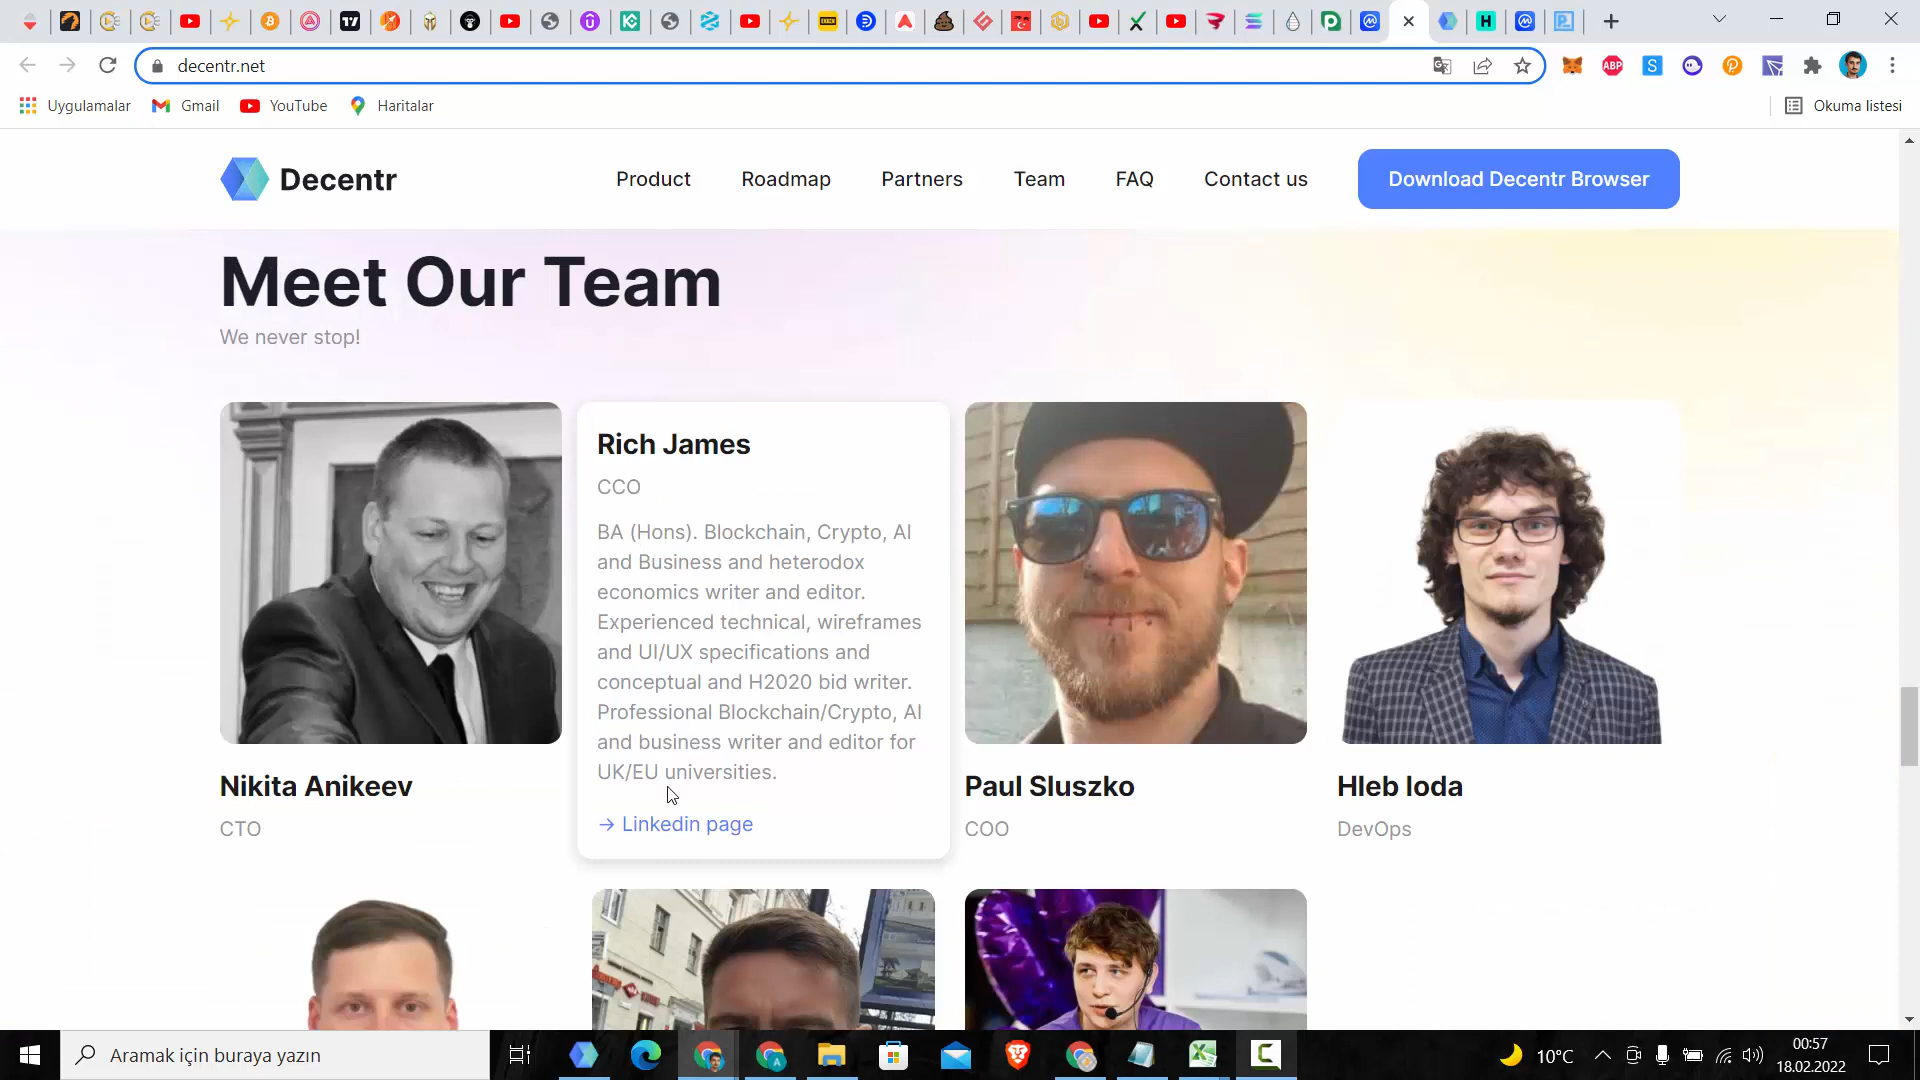 decentr.net
Uygulamalar
Gmail
YouTube
Haritalar
Okuma listesi
Decentr
Product
Roadmap
Partners
Team
FAQ
Contact us
Download Decentr Browser
Meet Our Team
We never stop!
Nikita Anikeev
CTO
Rich James
CCO
BA (Hons). Blockchain, Crypto, AI
and Business and heterodox
economics writer and editor.
Experienced technical, wireframes
and UI/UX specifications and
conceptual and H2020 bid writer.
Professional Blockchain/Crypto, AI
and business writer and editor for
UK/EU universities.
→ Linkedin page
Paul Sluszko
COO
Hleb Ioda
DevOps
Aramak için buraya yazın
10°C
00:57
18.02.2022